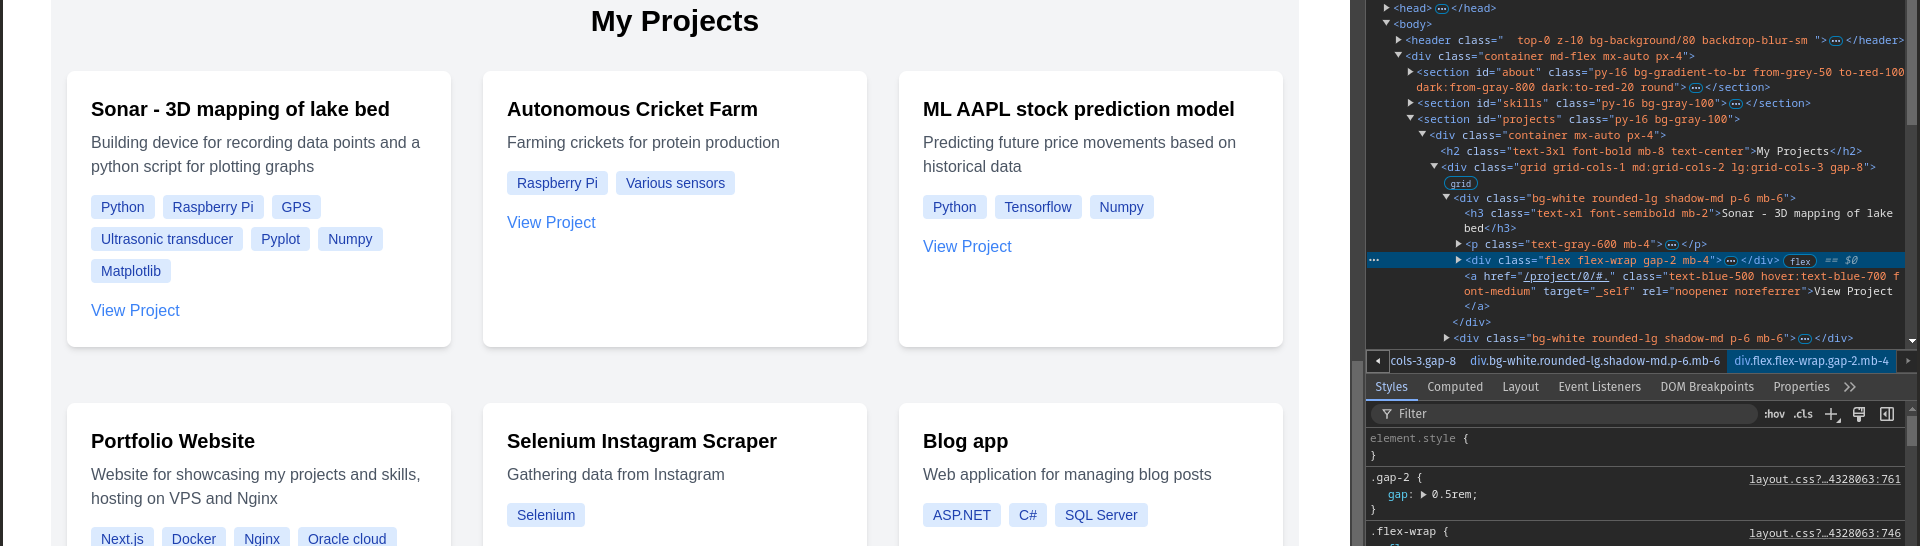 My Projects
Sonar - 3D mapping of lake bed
Building device for recording data points and a
python script for plotting graphs
Python Raspberry Pi GPS
Ultrasonic transducer Pyplot Numpy
Matplotlib
View Project
Autonomous Cricket Farm
Farming crickets for protein production
Raspberry Pi Various sensors
View Project
ML AAPL stock prediction model
Predicting future price movements based on
historical data
Python Tensorflow Numpy
View Project
Portfolio Website
Website for showcasing my projects and skills,
hosting on VPS and Nginx
Next.js Docker Nginx Oracle cloud
Selenium Instagram Scraper
Gathering data from Instagram
Selenium
Blog app
Web application for managing blog posts
ASP.NET C# SQL Server
<head> </head>
<body>
<header class="  top-0 z-10 bg-background/80 backdrop-blur-sm "> </header>
<div class="container md-flex mx-auto px-4">
<section id="about" class="py-16 bg-gradient-to-br from-grey-50 to-red-100
dark:from-gray-800 dark:to-red-20 round"> </section>
<section id="skills" class="py-16 bg-gray-100"> </section>
<section id="projects" class="py-16 bg-gray-100">
<div class="container mx-auto px-4">
<h2 class="text-3xl font-bold mb-8 text-center">My Projects</h2>
<div class="grid grid-cols-1 md:grid-cols-2 lg:grid-cols-3 gap-8">
grid
<div class="bg-white rounded-lg shadow-md p-6 mb-6">
<h3 class="text-xl font-semibold mb-2">Sonar - 3D mapping of lake
bed</h3>
<p class="text-gray-600 mb-4"> </p>
<div class="flex flex-wrap gap-2 mb-4"> </div> flex == $0
<a href="/project/0/#." class="text-blue-500 hover:text-blue-700 f
ont-medium" target="_self" rel="noopener noreferrer">View Project
</a>
</div>
<div class="bg-white rounded-lg shadow-md p-6 mb-6"> </div>
cols-3.gap-8 div.bg-white.rounded-lg.shadow-md.p-6.mb-6 div.flex.flex-wrap.gap-2.mb-4
Styles Computed Layout Event Listeners DOM Breakpoints Properties
Filter :hov .cls
element.style {
}
.gap-2 { layout.css?…4328063:761
gap: 0.5rem;
}
.flex-wrap { layout.css?…4328063:746